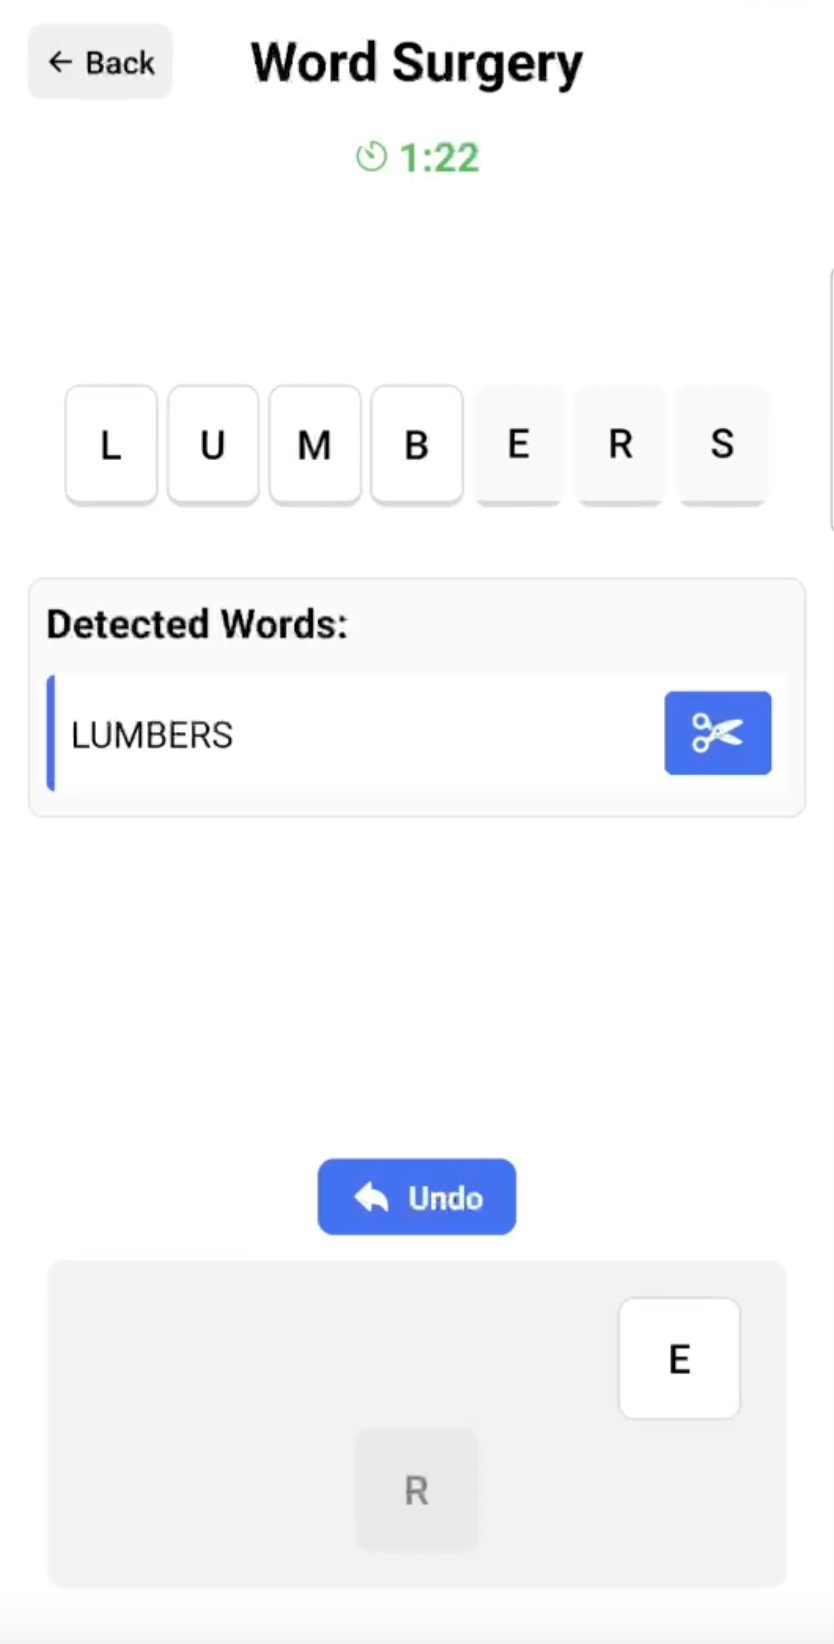 ← Back
Word Surgery
1:22
L U M B E R S
Detected Words:
LUMBERS
Undo
E
R